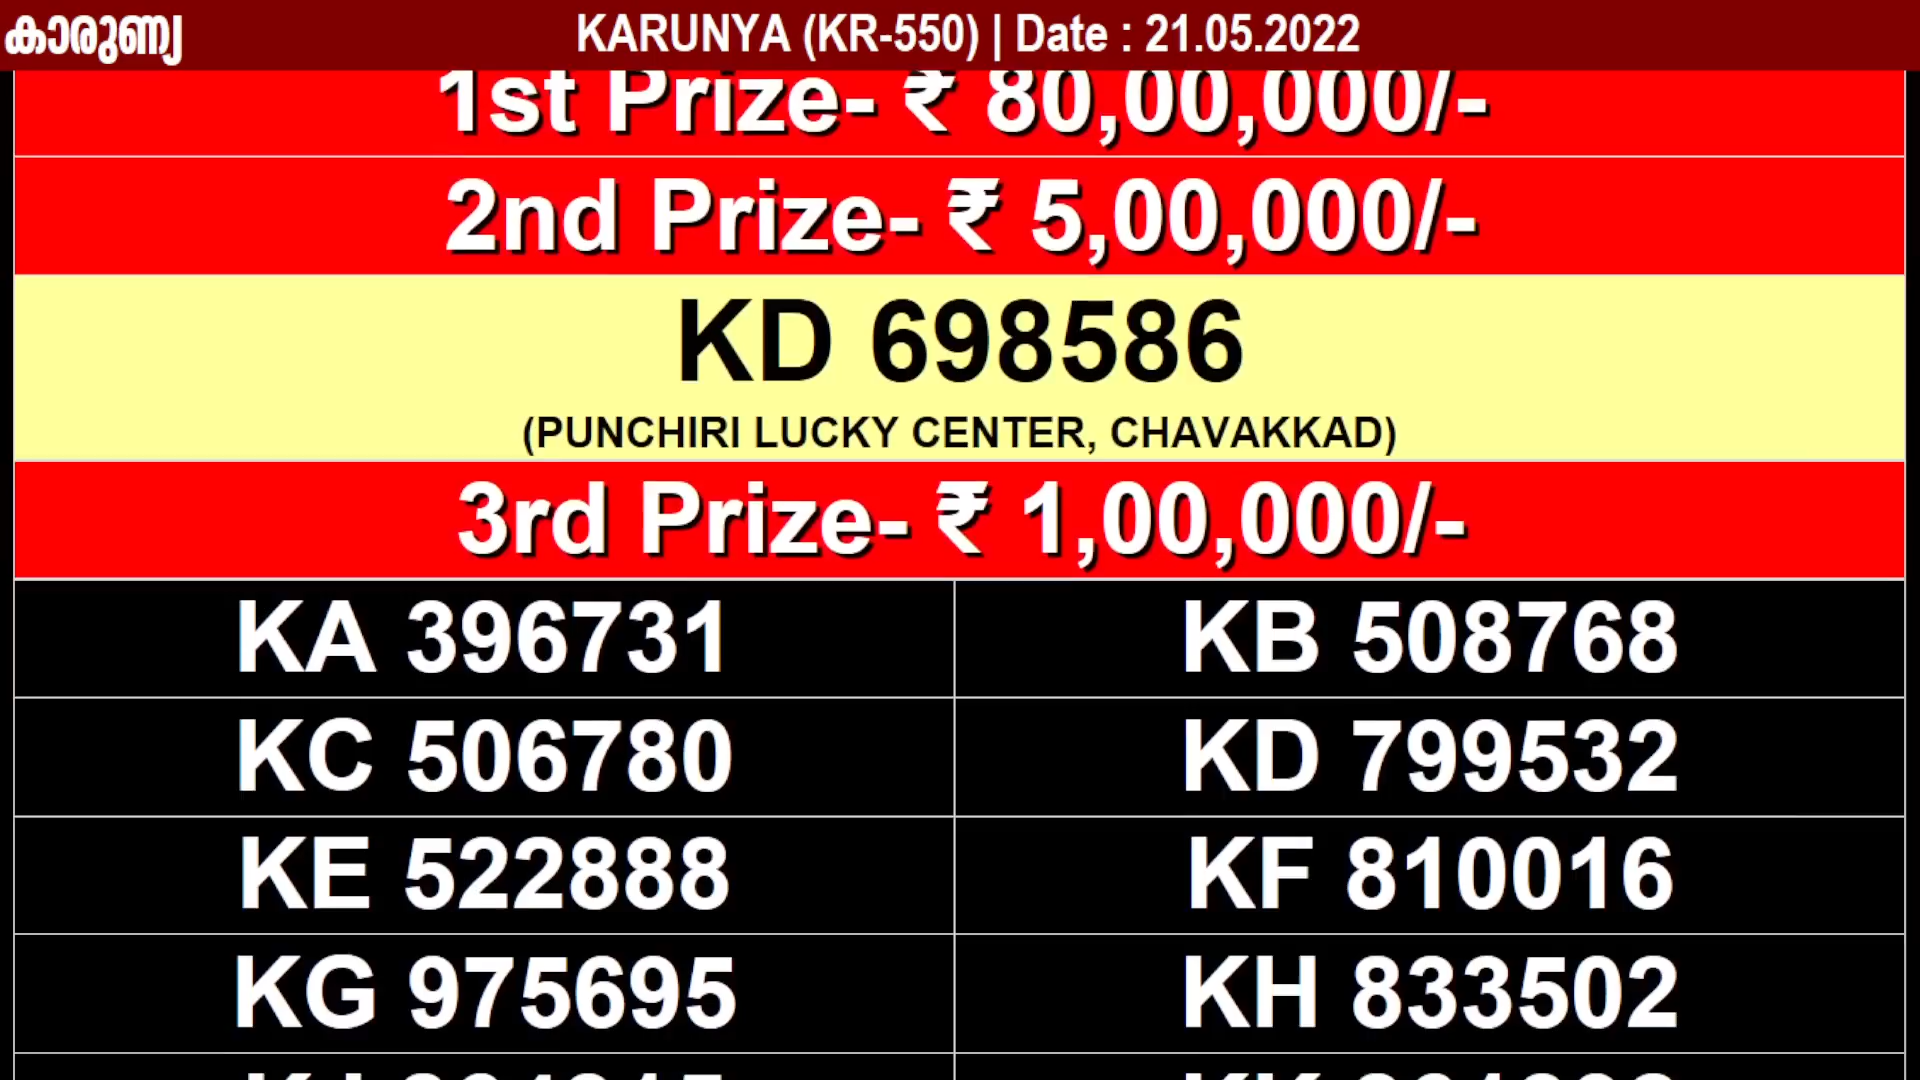 കാരുണ്യ
KARUNYA (KR-550) | Date : 21.05.2022
1st Prize- ₹ 80,00,000/-
2nd Prize- ₹ 5,00,000/-
KD 698586
(PUNCHIRI LUCKY CENTER, CHAVAKKAD)
3rd Prize- ₹ 1,00,000/-
KA 396731 KB 508768
KC 506780 KD 799532
KE 522888 KF 810016
KG 975695 KH 833502